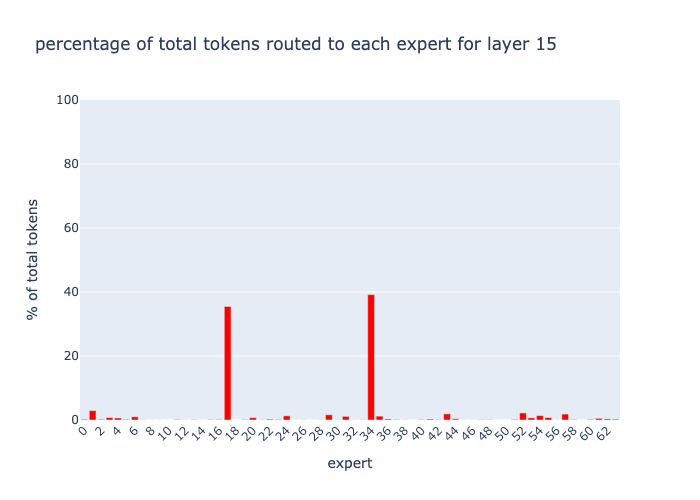 percentage of total tokens routed to each expert for layer 15
100
80
60
40
20
0
% of total tokens
0 2 4 6 8 10 12 14 16 18 20 22 24 26 28 30 32 34 36 38 40 42 44 46 48 50 52 54 56 58 60 62
expert